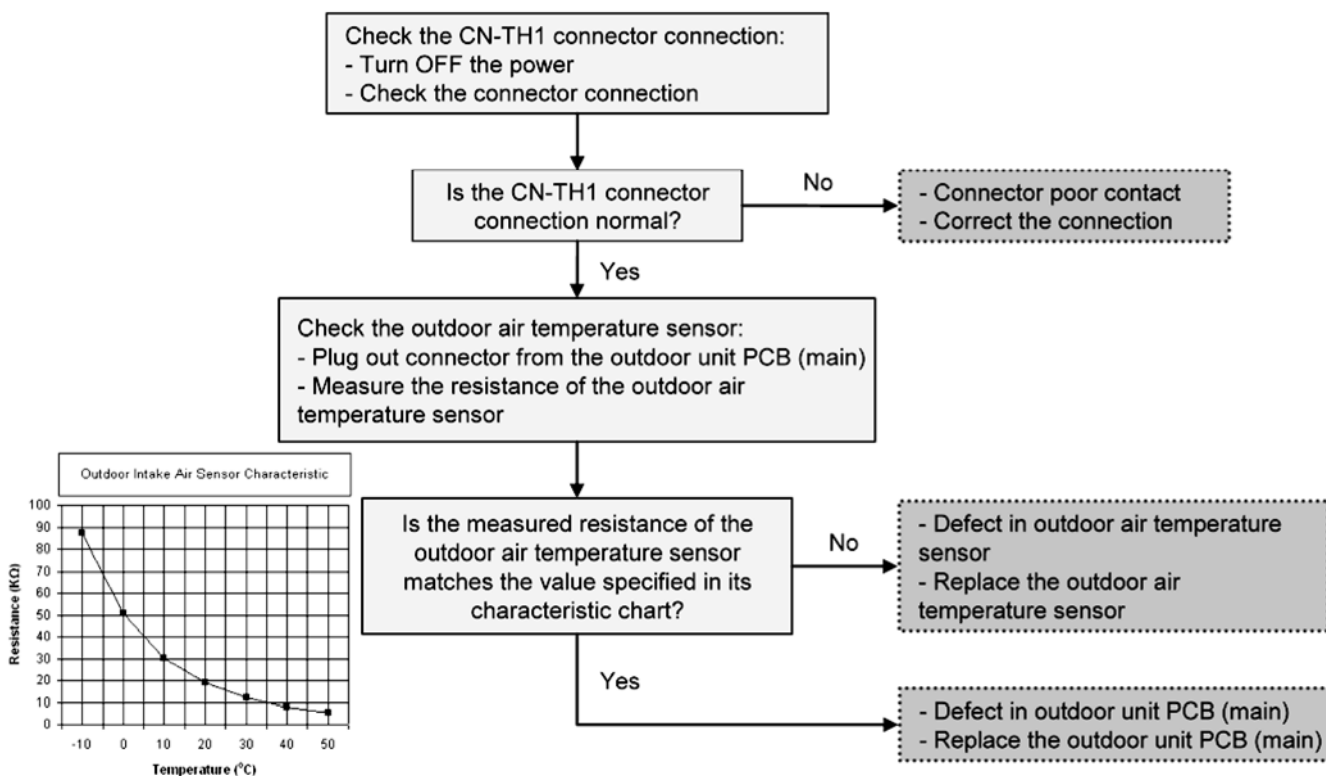 Check the CN-TH1 connector connection:
- Turn OFF the power
- Check the connector connection
Is the CN-TH1 connector
connection normal?
No
- Connector poor contact
- Correct the connection
Yes
Check the outdoor air temperature sensor:
- Plug out connector from the outdoor unit PCB (main)
- Measure the resistance of the outdoor air
temperature sensor
Outdoor Intake Air Sensor Characteristic
100
90
80
70
60
50
40
30
20
10
0
Resistance (KΩ)
-10 0 10 20 30 40 50
Temperature (°C)
Is the measured resistance of the
outdoor air temperature sensor
matches the value specified in its
characteristic chart?
No
- Defect in outdoor air temperature
sensor
- Replace the outdoor air
temperature sensor
Yes
- Defect in outdoor unit PCB (main)
- Replace the outdoor unit PCB (main)